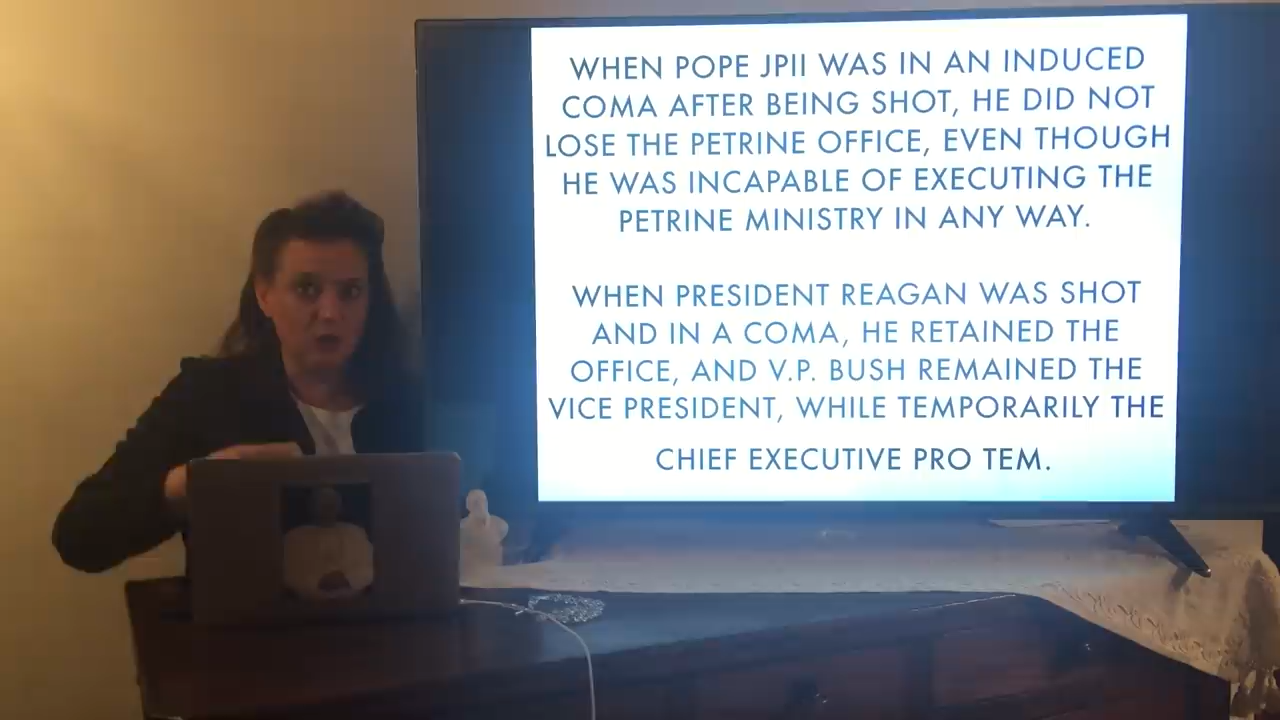 WHEN POPE JPII WAS IN AN INDUCED
COMA AFTER BEING SHOT, HE DID NOT
LOSE THE PETRINE OFFICE, EVEN THOUGH
HE WAS INCAPABLE OF EXECUTING THE
PETRINE MINISTRY IN ANY WAY.
WHEN PRESIDENT REAGAN WAS SHOT
AND IN A COMA, HE RETAINED THE
OFFICE, AND V.P. BUSH REMAINED THE
VICE PRESIDENT, WHILE TEMPORARILY THE
CHIEF EXECUTIVE PRO TEM.